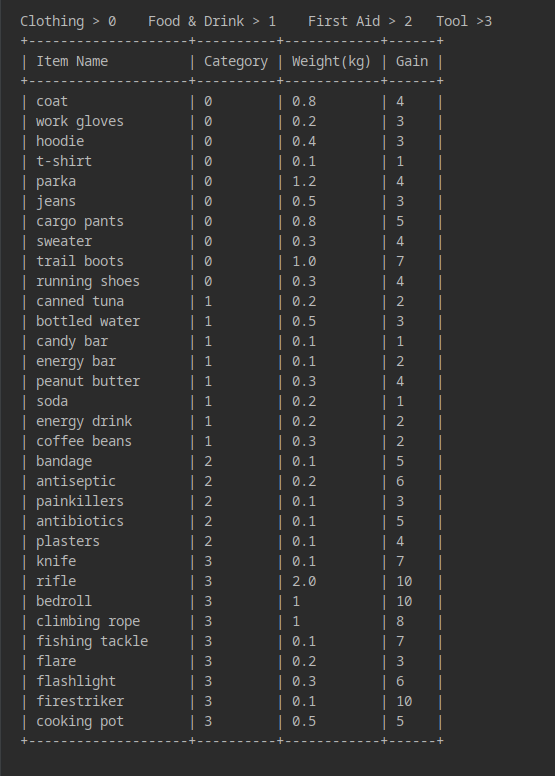 Clothing > 0    Food & Drink > 1    First Aid > 2   Tool >3
+--------------------+----------+------------+------+
| Item Name          | Category | Weight(kg) | Gain |
+--------------------+----------+------------+------+
| coat               | 0        | 0.8        | 4    |
| work gloves        | 0        | 0.2        | 3    |
| hoodie             | 0        | 0.4        | 3    |
| t-shirt            | 0        | 0.1        | 1    |
| parka              | 0        | 1.2        | 4    |
| jeans              | 0        | 0.5        | 3    |
| cargo pants        | 0        | 0.8        | 5    |
| sweater            | 0        | 0.3        | 4    |
| trail boots        | 0        | 1.0        | 7    |
| running shoes      | 0        | 0.3        | 4    |
| canned tuna        | 1        | 0.2        | 2    |
| bottled water      | 1        | 0.5        | 3    |
| candy bar          | 1        | 0.1        | 1    |
| energy bar         | 1        | 0.1        | 2    |
| peanut butter      | 1        | 0.3        | 4    |
| soda               | 1        | 0.2        | 1    |
| energy drink       | 1        | 0.2        | 2    |
| coffee beans       | 1        | 0.3        | 2    |
| bandage            | 2        | 0.1        | 5    |
| antiseptic         | 2        | 0.2        | 6    |
| painkillers        | 2        | 0.1        | 3    |
| antibiotics        | 2        | 0.1        | 5    |
| plasters           | 2        | 0.1        | 4    |
| knife              | 3        | 0.1        | 7    |
| rifle              | 3        | 2.0        | 10   |
| bedroll            | 3        | 1          | 10   |
| climbing rope      | 3        | 1          | 8    |
| fishing tackle     | 3        | 0.1        | 7    |
| flare              | 3        | 0.2        | 3    |
| flashlight         | 3        | 0.3        | 6    |
| firestriker        | 3        | 0.1        | 10   |
| cooking pot        | 3        | 0.5        | 5    |
+--------------------+----------+------------+------+